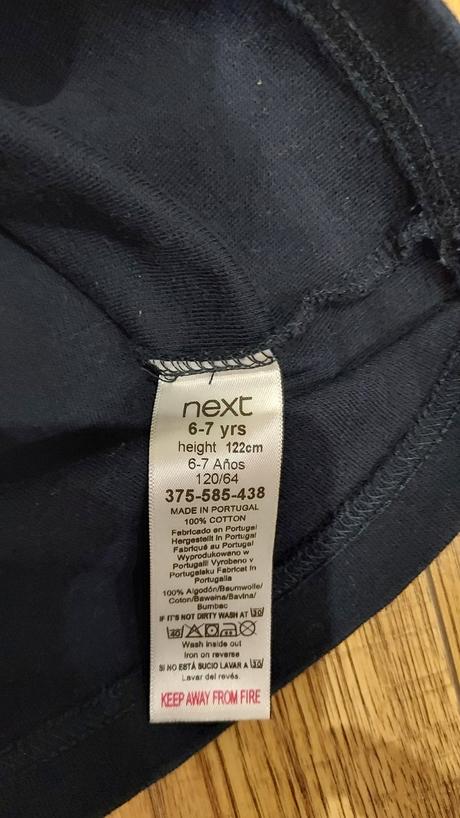 next
6-7 yrs
height 122cm
6-7 Años
120/64
375-585-438
MADE IN PORTUGAL
100% COTTON
Fabricado en Portugal
Hergestellt in Portugal
Fabriqué au Portugal
Wyprodukowano w
Portugalii Vyrobeno v
Portugalsku Fabricat în
Portugalia
100% Algodón/Baumwolle/
Coton/Bawełna/Bavlna/
Bumbac
IF IT'S NOT DIRTY WASH AT 30
40
Wash inside out
Iron on reverse
SI NO ESTÁ SUCIO LAVAR A 30
Lavar del revés.
KEEP AWAY FROM FIRE